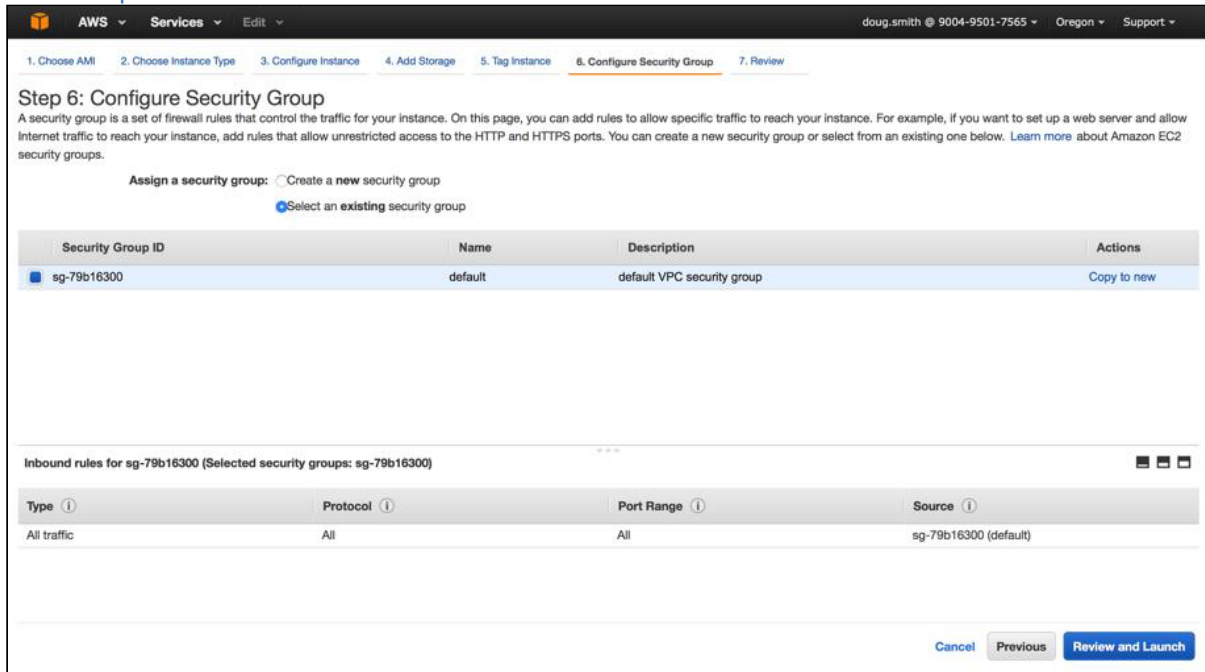 AWS Services Edit doug.smith @ 9004-9501-7565 Oregon Support
1. Choose AMI 2. Choose Instance Type 3. Configure Instance 4. Add Storage 5. Tag Instance 6. Configure Security Group 7. Review
Step 6: Configure Security Group
A security group is a set of firewall rules that control the traffic for your instance. On this page, you can add rules to allow specific traffic to reach your instance. For example, if you want to set up a web server and allow
Internet traffic to reach your instance, add rules that allow unrestricted access to the HTTP and HTTPS ports. You can create a new security group or select from an existing one below. Learn more about Amazon EC2
security groups.
Assign a security group: Create a new security group
Select an existing security group
Security Group ID Name Description Actions
sg-79b16300 default default VPC security group Copy to new
Inbound rules for sg-79b16300 (Selected security groups: sg-79b16300)
Type Protocol Port Range Source
All traffic All All sg-79b16300 (default)
Cancel Previous Review and Launch